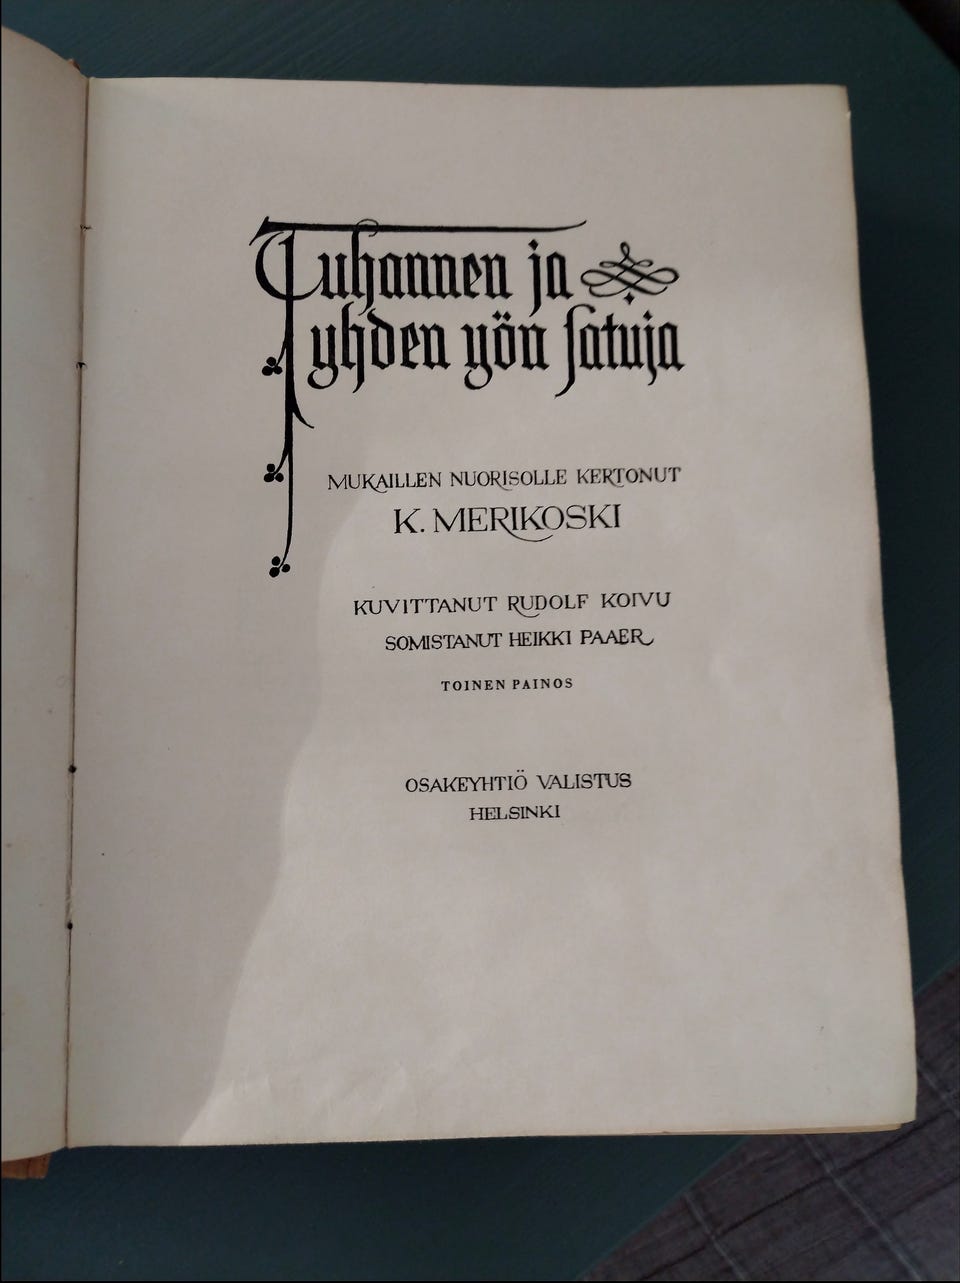 Tuhannen ja
yhden yön satuja
MUKAILLEN NUORISOLLE KERTONUT
K. MERIKOSKI
KUVITTANUT RUDOLF KOIVU
SOMISTANUT HEIKKI PAAER
TOINEN PAINOS
OSAKEYHTIÖ VALISTUS
HELSINKI